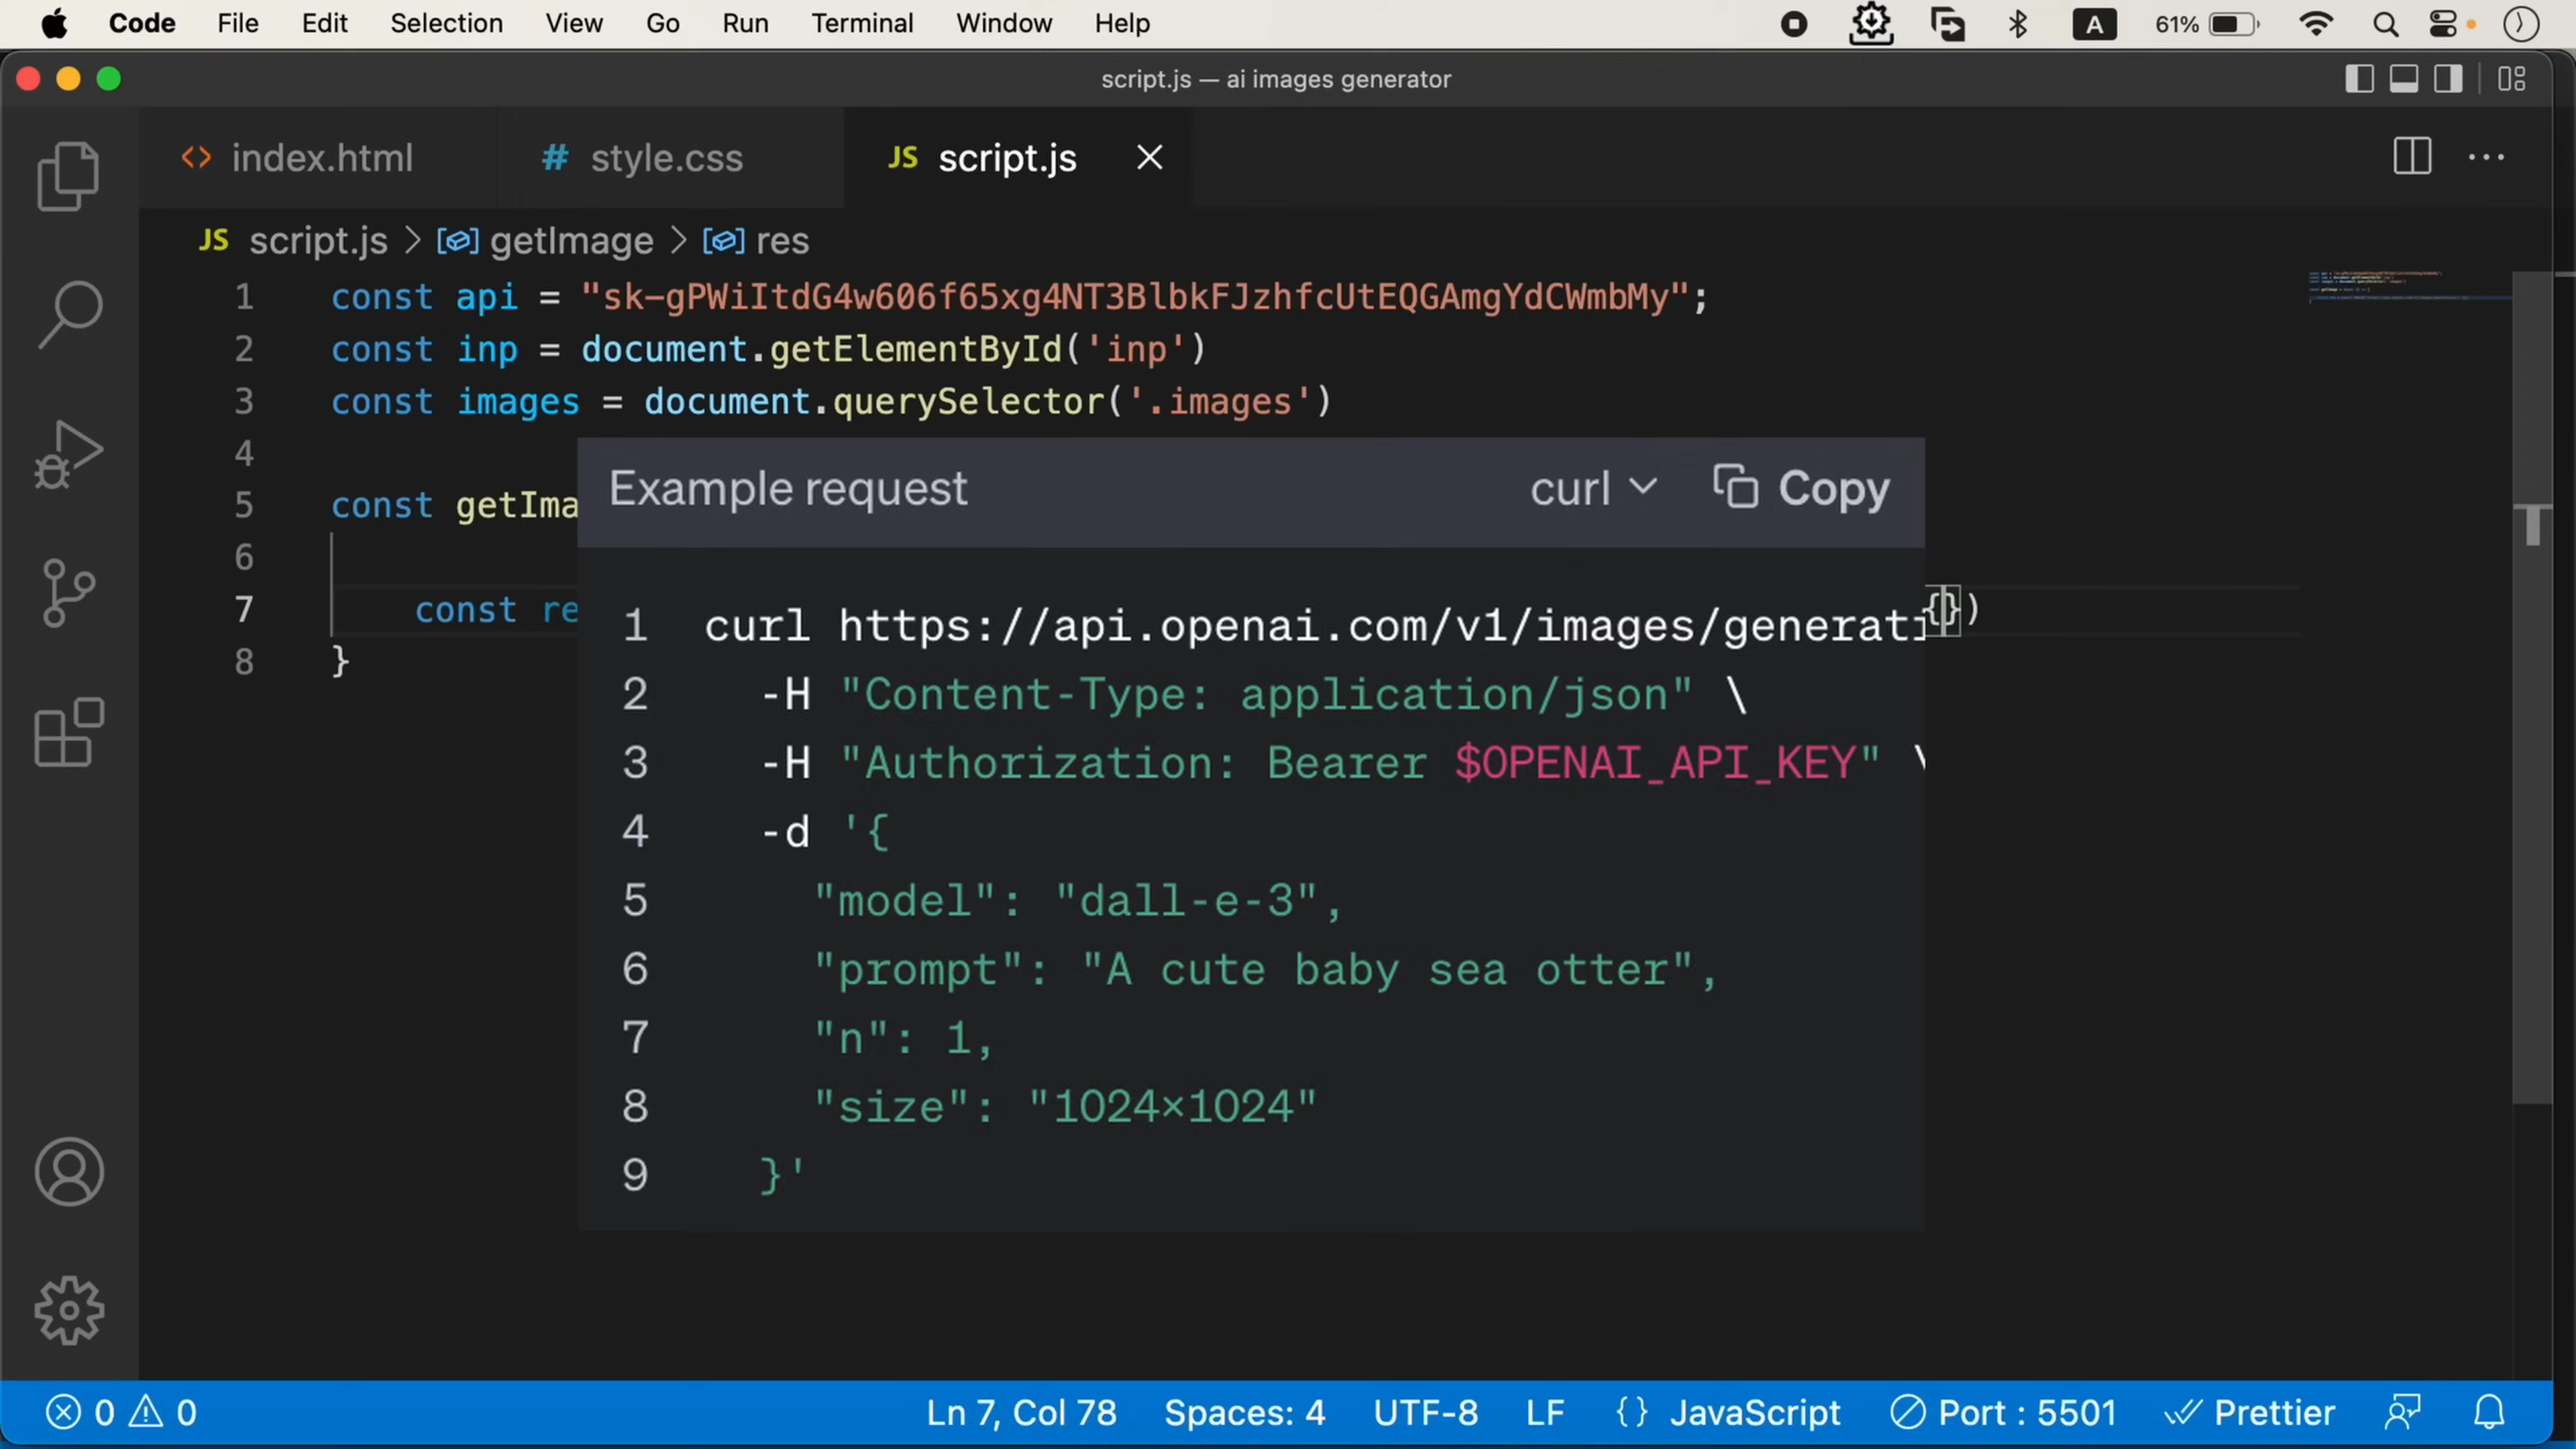 Code File Edit Selection View Go Run Terminal Window Help A 61%
script.js — ai images generator
index.html # style.css JS script.js
JS script.js > getImage > res
1 const api = "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";
2 const inp = document.getElementById('inp')
3 const images = document.querySelector('.images')
4
5 const getIma
6
7 const re {})
8 }
Example request curl Copy
1 curl https://api.openai.com/v1/images/generati
2 -H "Content-Type: application/json" \
3 -H "Authorization: Bearer $OPENAI_API_KEY" \
4 -d '{
5 "model": "dall-e-3",
6 "prompt": "A cute baby sea otter",
7 "n": 1,
8 "size": "1024×1024"
9 }'
0 0 Ln 7, Col 78 Spaces: 4 UTF-8 LF {} JavaScript Port : 5501 Prettier